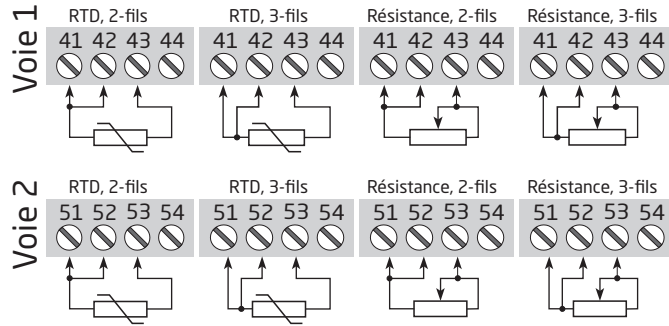 Voie 1
RTD, 2-fils
41 42 43 44
RTD, 3-fils
41 42 43 44
Résistance, 2-fils
41 42 43 44
Résistance, 3-fils
41 42 43 44
Voie 2
RTD, 2-fils
51 52 53 54
RTD, 3-fils
51 52 53 54
Résistance, 2-fils
51 52 53 54
Résistance, 3-fils
51 52 53 54